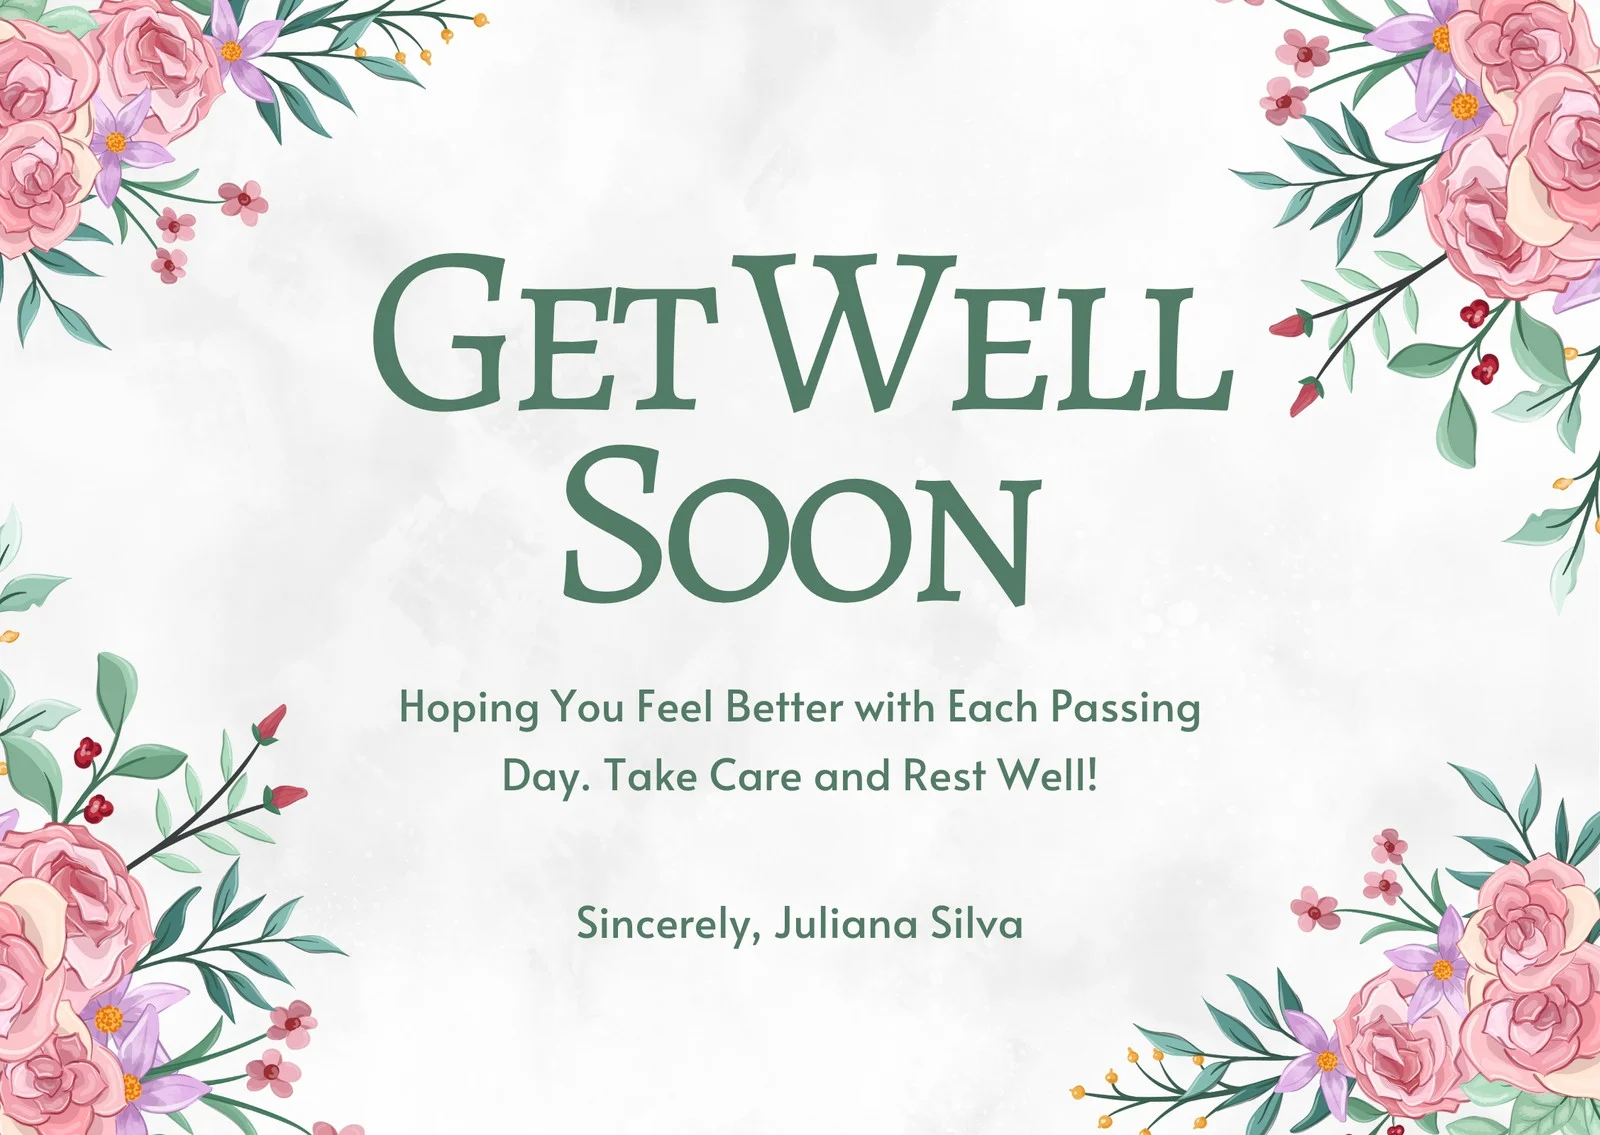 Get Well
Soon
Hoping You Feel Better with Each Passing
Day. Take Care and Rest Well!
Sincerely, Juliana Silva